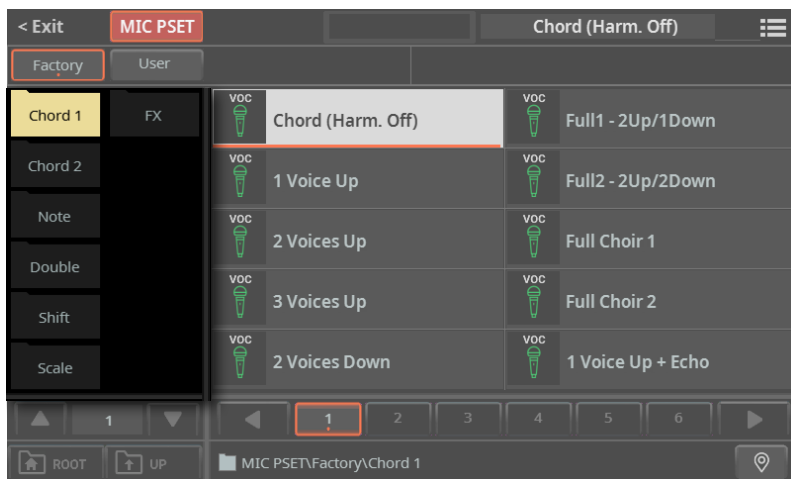 < Exit MIC PSET Chord (Harm. Off)
Factory User
Chord 1 FX
Chord 2
Note
Double
Shift
Scale
VOC Chord (Harm. Off) VOC Full1 - 2Up/1Down
VOC 1 Voice Up VOC Full2 - 2Up/2Down
VOC 2 Voices Up VOC Full Choir 1
VOC 3 Voices Up VOC Full Choir 2
VOC 2 Voices Down VOC 1 Voice Up + Echo
1 1 2 3 4 5 6
ROOT UP MIC PSET\Factory\Chord 1